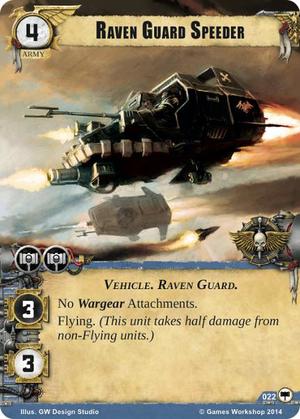 4
ARMY
RAVEN GUARD SPEEDER
VEHICLE. RAVEN GUARD.
3
No Wargear Attachments.
Flying. (This unit takes half damage from
non-Flying units.)
3
022
Illus. GW Design Studio
© Games Workshop 2014